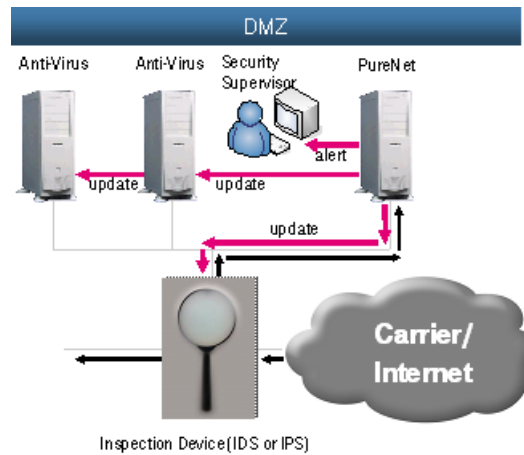 DMZ
Anti-Virus
Anti-Virus
Security
Supervisor
PureNet
alert
update
update
update
Carrier/
Internet
Inspection Device(IDS or IPS)